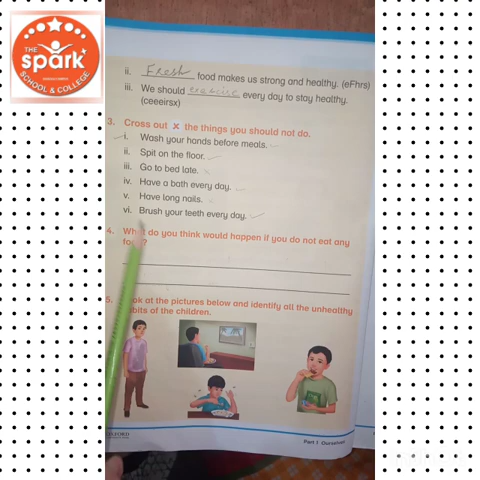 THE
spark
SCHOOL & COLLEGE
ii. Fresh food makes us strong and healthy. (eFhrs)
iii. We should exercise every day to stay healthy.
(ceeeirsx)
3. Cross out x the things you should not do.
i. Wash your hands before meals.
ii. Spit on the floor.
iii. Go to bed late.
iv. Have a bath every day.
v. Have long nails.
vi. Brush your teeth every day.
4. What do you think would happen if you do not eat any
5. at the pictures below and identify all the unhealthy
of the children.
Part 1 Ourselves